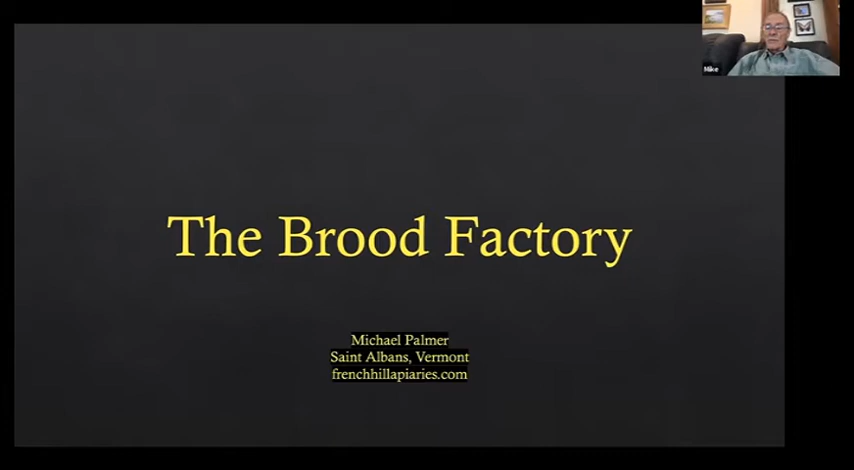 Mike
The Brood Factory
Michael Palmer
Saint Albans, Vermont
frenchhillapiaries.com